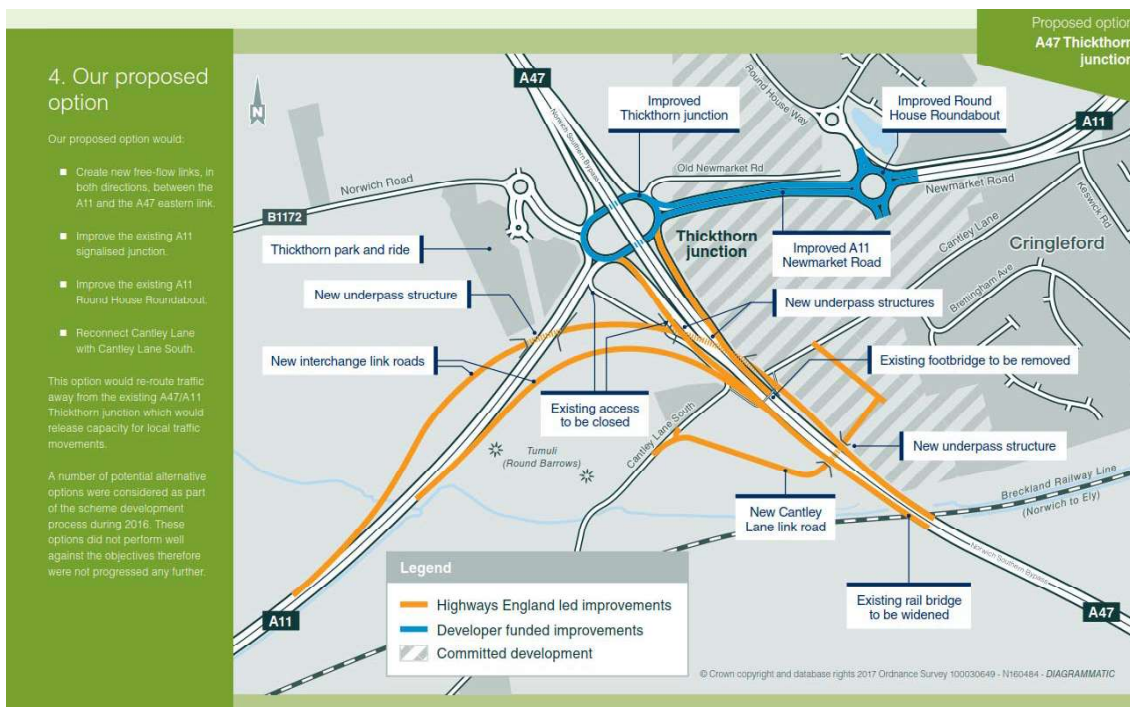 Proposed option
A47 Thickthorn
junction
4. Our proposed
option
Our proposed option would:
■ Create new free-flow links, in
both directions, between the
A11 and the A47 eastern link.
■ Improve the existing A11
signalised junction.
■ Improve the existing A11
Round House Roundabout.
■ Reconnect Cantley Lane
with Cantley Lane South.
This option would re-route traffic
away from the existing A47/A11
Thickthorn junction which would
release capacity for local traffic
movements.
A number of potential alternative
options were considered as part
of the scheme development
process during 2016. These
options did not perform well
against the objectives therefore
were not progressed any further.
N
A47
Norwich Southern Bypass
Improved
Thickthorn junction
Round House Way
Improved Round
House Roundabout
A11
Old Newmarket Rd
Newmarket Road
Keswick Rd
Norwich Road
B1172
Cantley Lane
Cringleford
Brettingham Ave
Thickthorn park and ride
Thickthorn
junction
Improved A11
Newmarket Road
New underpass structure
New underpass structures
New interchange link roads
Existing footbridge to be removed
Existing access
to be closed
Cantley Lane South
Tumuli
(Round Barrows)
New underpass structure
New Cantley
Lane link road
Breckland Railway Line
(Norwich to Ely)
Norwich Southern Bypass
Existing rail bridge
to be widened
A11
A47
Legend
Highways England led improvements
Developer funded improvements
Committed development
© Crown copyright and database rights 2017 Ordnance Survey 100030649 - N160484 - DIAGRAMMATIC